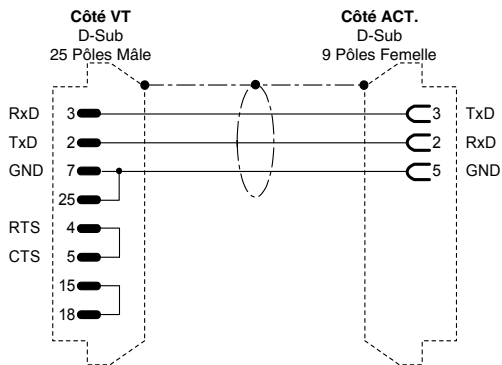 Côté VT
D-Sub
25 Pôles Mâle
Côté ACT.
D-Sub
9 Pôles Femelle
RxD 3 3 TxD
TxD 2 2 RxD
GND 7 5 GND
25
RTS 4
CTS 5
15
18